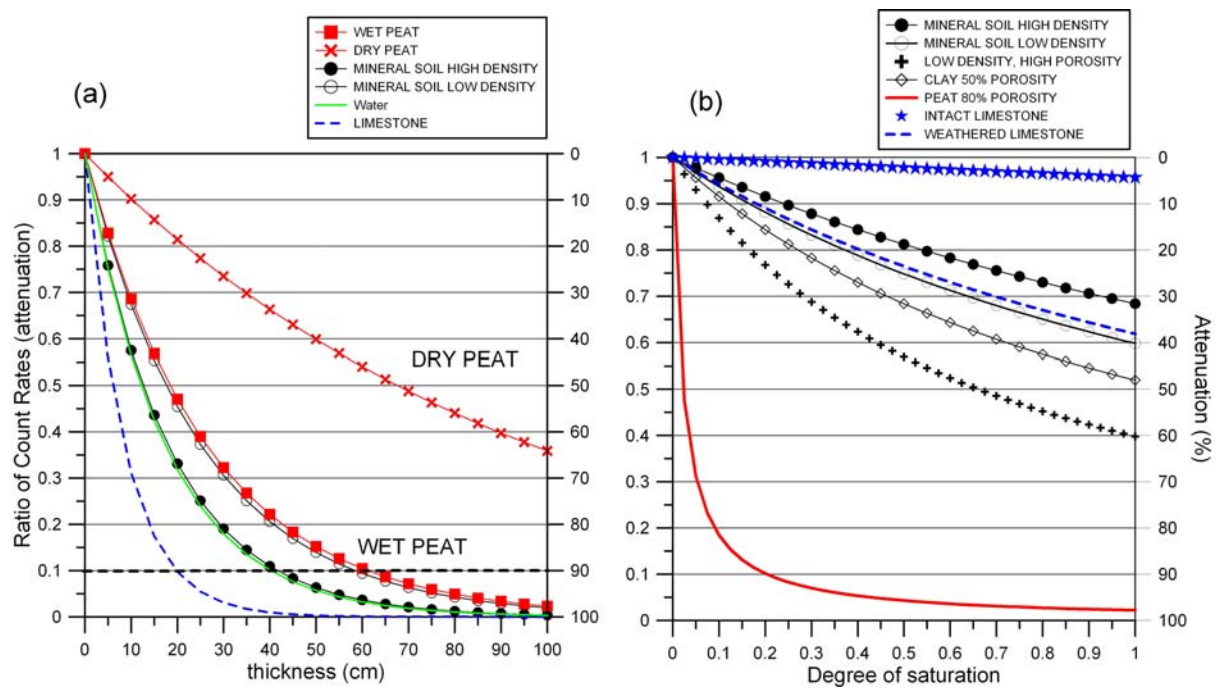 (a)
WET PEAT
DRY PEAT
MINERAL SOIL HIGH DENSITY
MINERAL SOIL LOW DENSITY
Water
LIMESTONE
Ratio of Count Rates (attenuation)
1
0.9
0.8
0.7
0.6
0.5
0.4
0.3
0.2
0.1
0
0
10
20
30
40
50
60
70
80
90
100
DRY PEAT
WET PEAT
0 10 20 30 40 50 60 70 80 90 100
thickness (cm)
(b)
MINERAL SOIL HIGH DENSITY
MINERAL SOIL LOW DENSITY
LOW DENSITY, HIGH POROSITY
CLAY 50% POROSITY
PEAT 80% POROSITY
INTACT LIMESTONE
WEATHERED LIMESTONE
1
0.9
0.8
0.7
0.6
0.5
0.4
0.3
0.2
0.1
0
0
10
20
30
40
50
60
70
80
90
100
Attenuation (%)
0 0.1 0.2 0.3 0.4 0.5 0.6 0.7 0.8 0.9 1
Degree of saturation